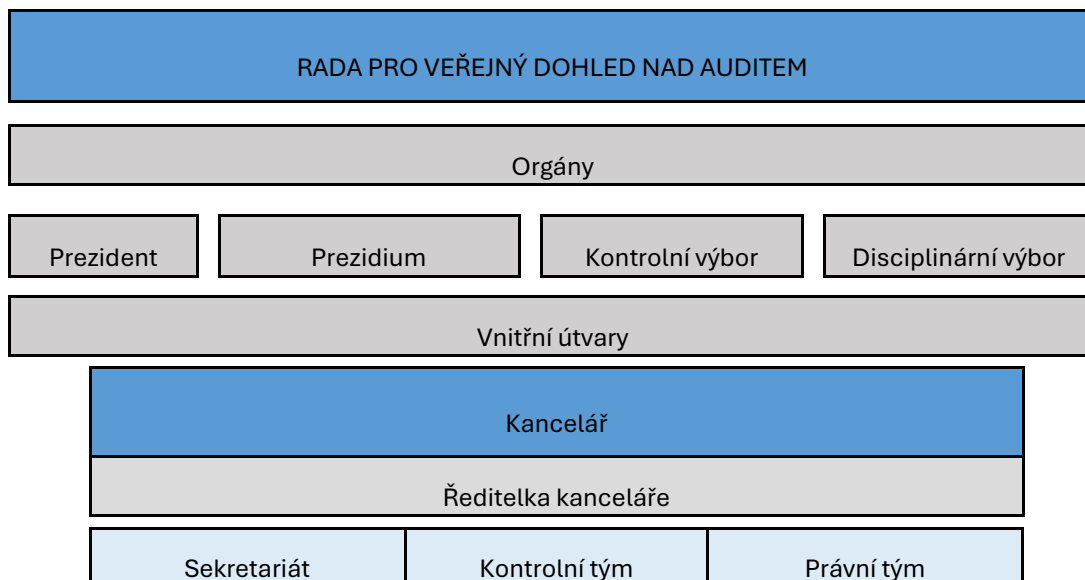 RADA PRO VEŘEJNÝ DOHLED NAD AUDITEM
Orgány
Prezident Prezidium Kontrolní výbor Disciplinární výbor
Vnitřní útvary
Kancelář
Ředitelka kanceláře
Sekretariát Kontrolní tým Právní tým